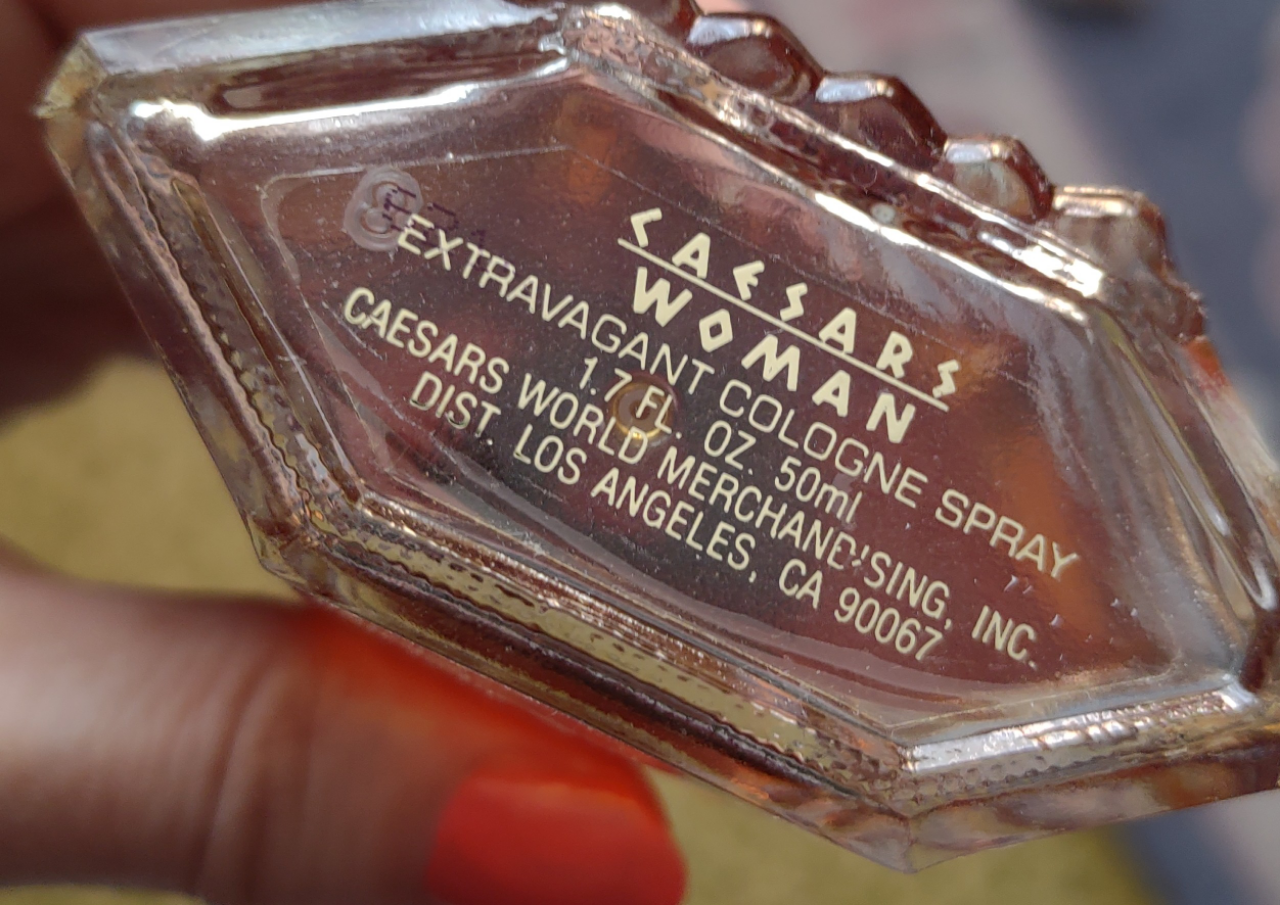 CAESARS
WOMAN
EXTRAVAGANT COLOGNE SPRAY
1.7 FL. OZ. 50ml
CAESARS WORLD MERCHANDISING, INC.
DIST. LOS ANGELES, CA 90067